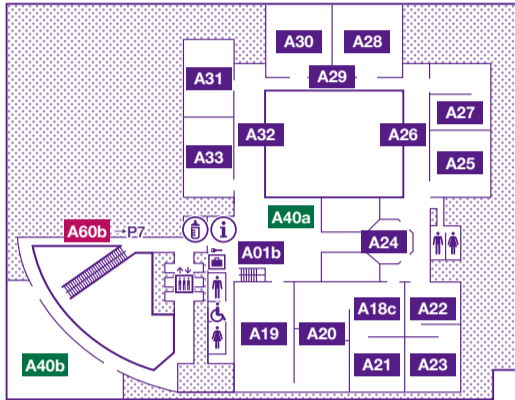 A30 A28
A31 A29
A27
A32 A26
A33 A25
A40a
A60b →P7 i
A01b A24
A18c A22
A19 A20
A40b A21 A23